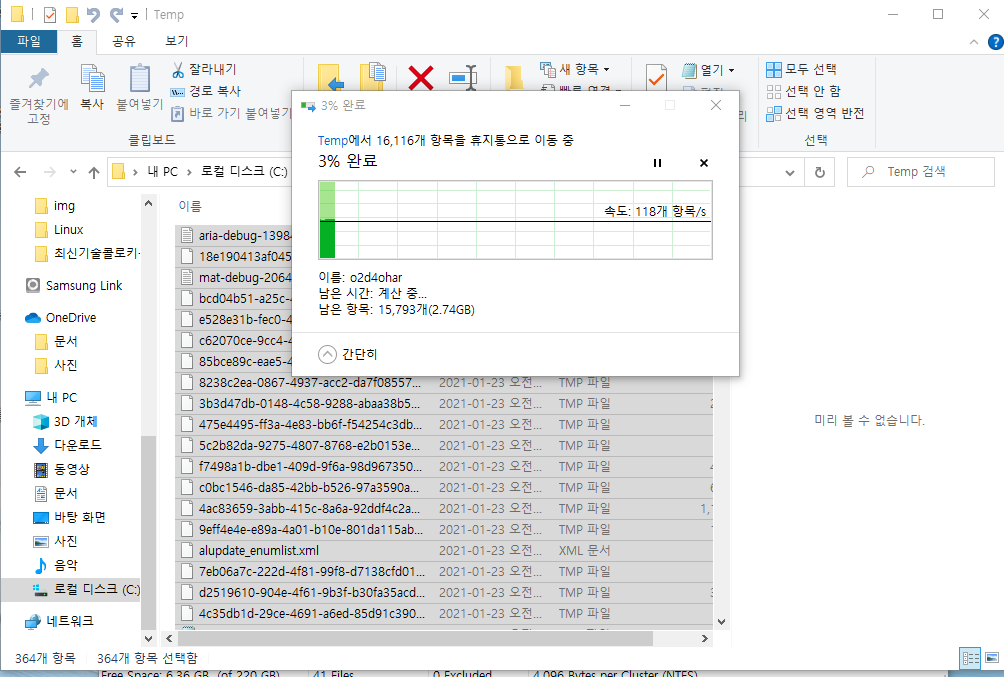 Temp
파일 홈 공유 보기
즐겨찾기에 고정
복사
붙여넣기
잘라내기
경로 복사
바로 가기 붙여넣기
클립보드
새 항목
열기
모두 선택
선택 안 함
선택 영역 반전
선택
3% 완료
Temp에서 16,116개 항목을 휴지통으로 이동 중
3% 완료
속도: 118개 항목/s
이름: o2d4ohar
남은 시간: 계산 중...
남은 항목: 15,793개(2.74GB)
간단히
내 PC > 로컬 디스크 (C:)
Temp 검색
img
Linux
최신기술콜로키
Samsung Link
OneDrive
문서
사진
내 PC
3D 개체
다운로드
동영상
문서
바탕 화면
사진
음악
로컬 디스크 (C:)
네트워크
이름
aria-debug-1398
18e190413af045
mat-debug-2064
bcd04b51-a25c-4
e528e31b-fec0-4
c62070ce-9cc4-4
85bce89c-eae5-4
8238c2ea-0867-4937-acc2-da7f08557... 2021-01-23 오전... TMP 파일
3b3d47db-0148-4c58-9288-abaa38b5... 2021-01-23 오전... TMP 파일
475e4495-ff3a-4e83-bb6f-f54254c3db... 2021-01-23 오전... TMP 파일
5c2b82da-9275-4807-8768-e2b0153e... 2021-01-23 오전... TMP 파일
f7498a1b-dbe1-409d-9f6a-98d967350... 2021-01-23 오전... TMP 파일
c0bc1546-da85-42bb-b526-97a3590a... 2021-01-23 오전... TMP 파일
4ac83659-3abb-415c-8a6a-92ddf4c2a... 2021-01-23 오전... TMP 파일 1,
9eff4e4e-e89a-4a01-b10e-801da115ab... 2021-01-23 오전... TMP 파일
alupdate_enumlist.xml 2021-01-23 오전... XML 문서
7eb06a7c-222d-4f81-99f8-d7138cfd01... 2021-01-23 오전... TMP 파일
d2519610-904e-4f61-9b3f-b30fa35acd... 2021-01-23 오전... TMP 파일
4c35db1d-29ce-4691-a6ed-85d91c390... 2021-01-23 오전... TMP 파일
미리 볼 수 없습니다.
364개 항목 364개 항목 선택함
Free Space: 6.36 GB (of 220 GB) 41 Files 0 Excluded 4,096 Bytes per Cluster (NTFS)